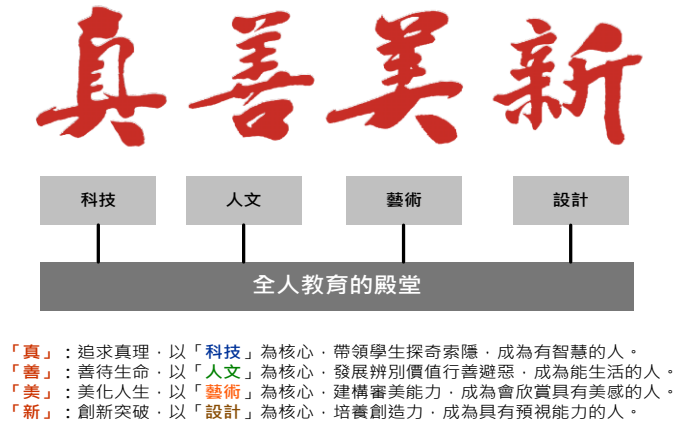 真善美新
科技 人文 藝術 設計
全人教育的殿堂
「真」：追求真理．以「科技」為核心．帶領學生探奇索隱．成為有智慧的人。
「善」：善待生命．以「人文」為核心．發展辨別價值行善避惡．成為能生活的人。
「美」：美化人生．以「藝術」為核心．建構審美能力．成為會欣賞具有美感的人。
「新」：創新突破．以「設計」為核心．培養創造力．成為具有預視能力的人。